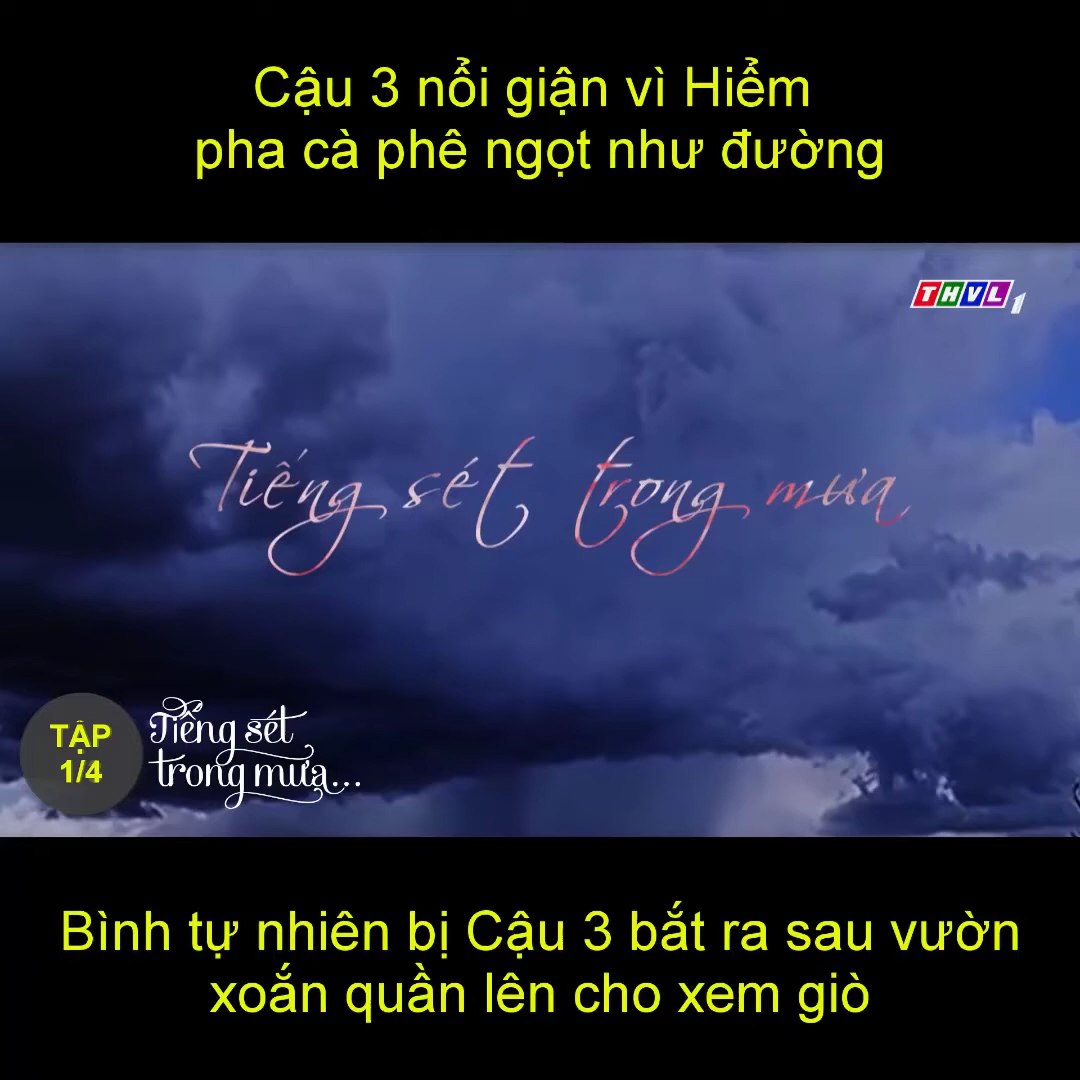 Cậu 3 nổi giận vì Hiểm
pha cà phê ngọt như đường
THVL1
Tiếng sét trong mưa
TẬP
1/4
Tiếng sét
trong mưa...
Bình tự nhiên bị Cậu 3 bắt ra sau vườn
xoắn quần lên cho xem giò